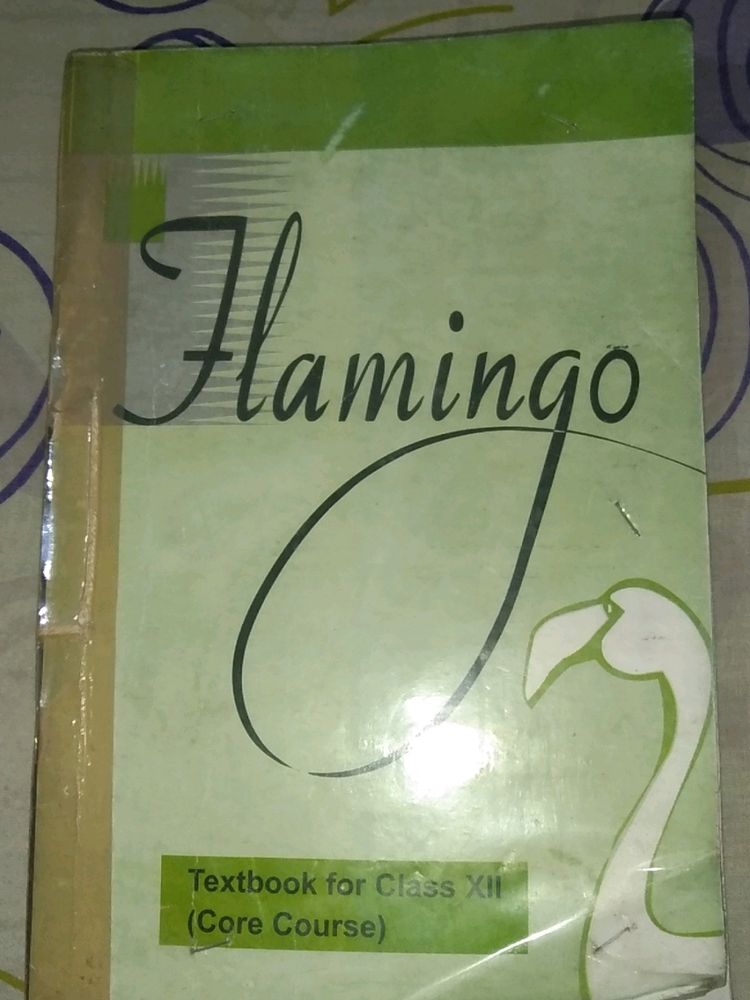 Flamingo
Textbook for Class XII
(Core Course)